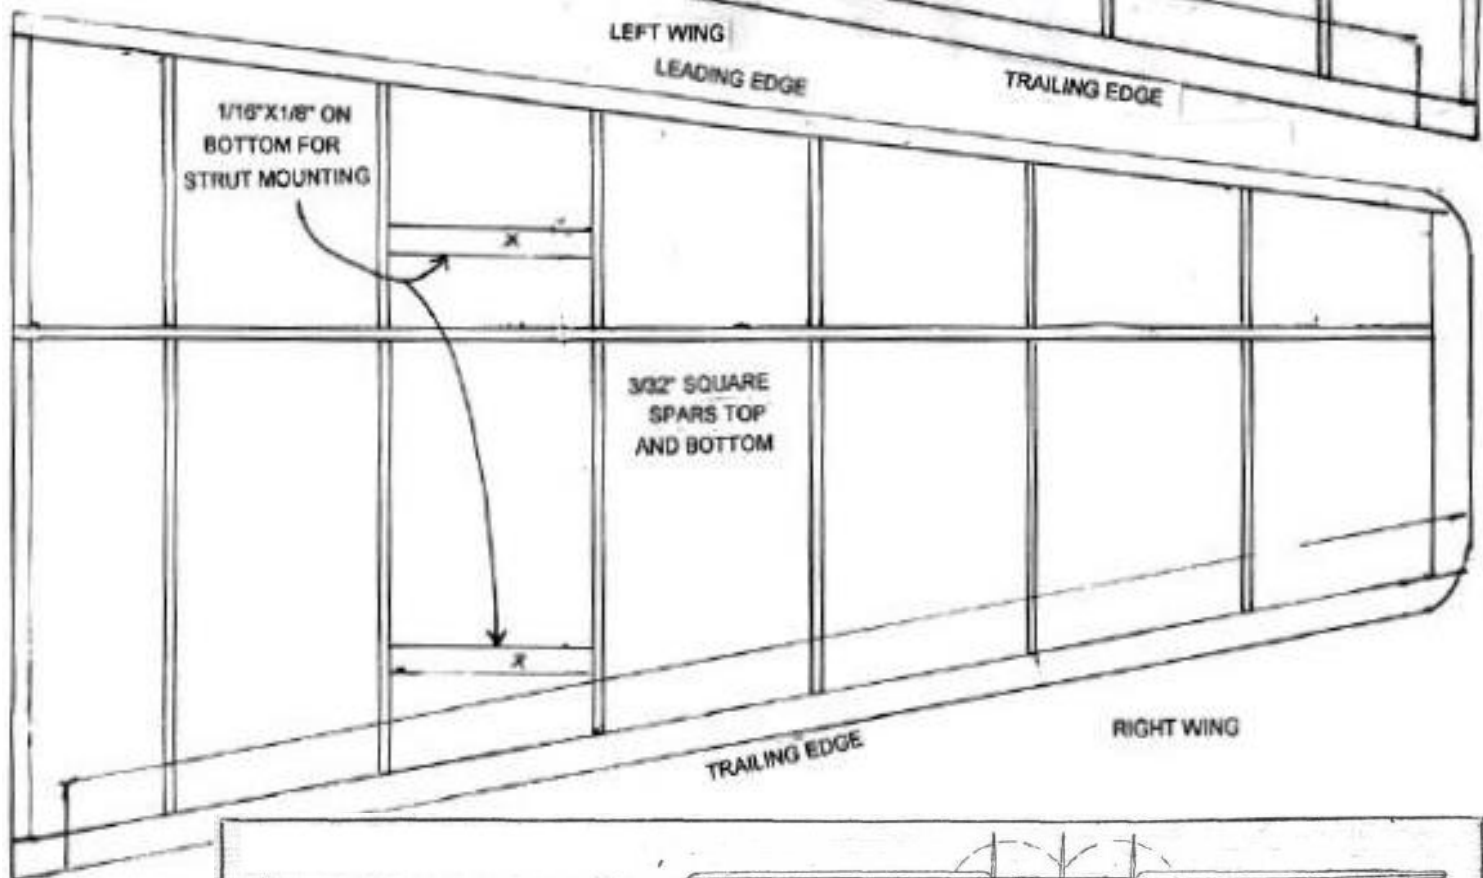 LEFT WING
LEADING EDGE
TRAILING EDGE
1/16"X1/8" ON
BOTTOM FOR
STRUT MOUNTING
X
3/32" SQUARE
SPARS TOP
AND BOTTOM
X
RIGHT WING
TRAILING EDGE